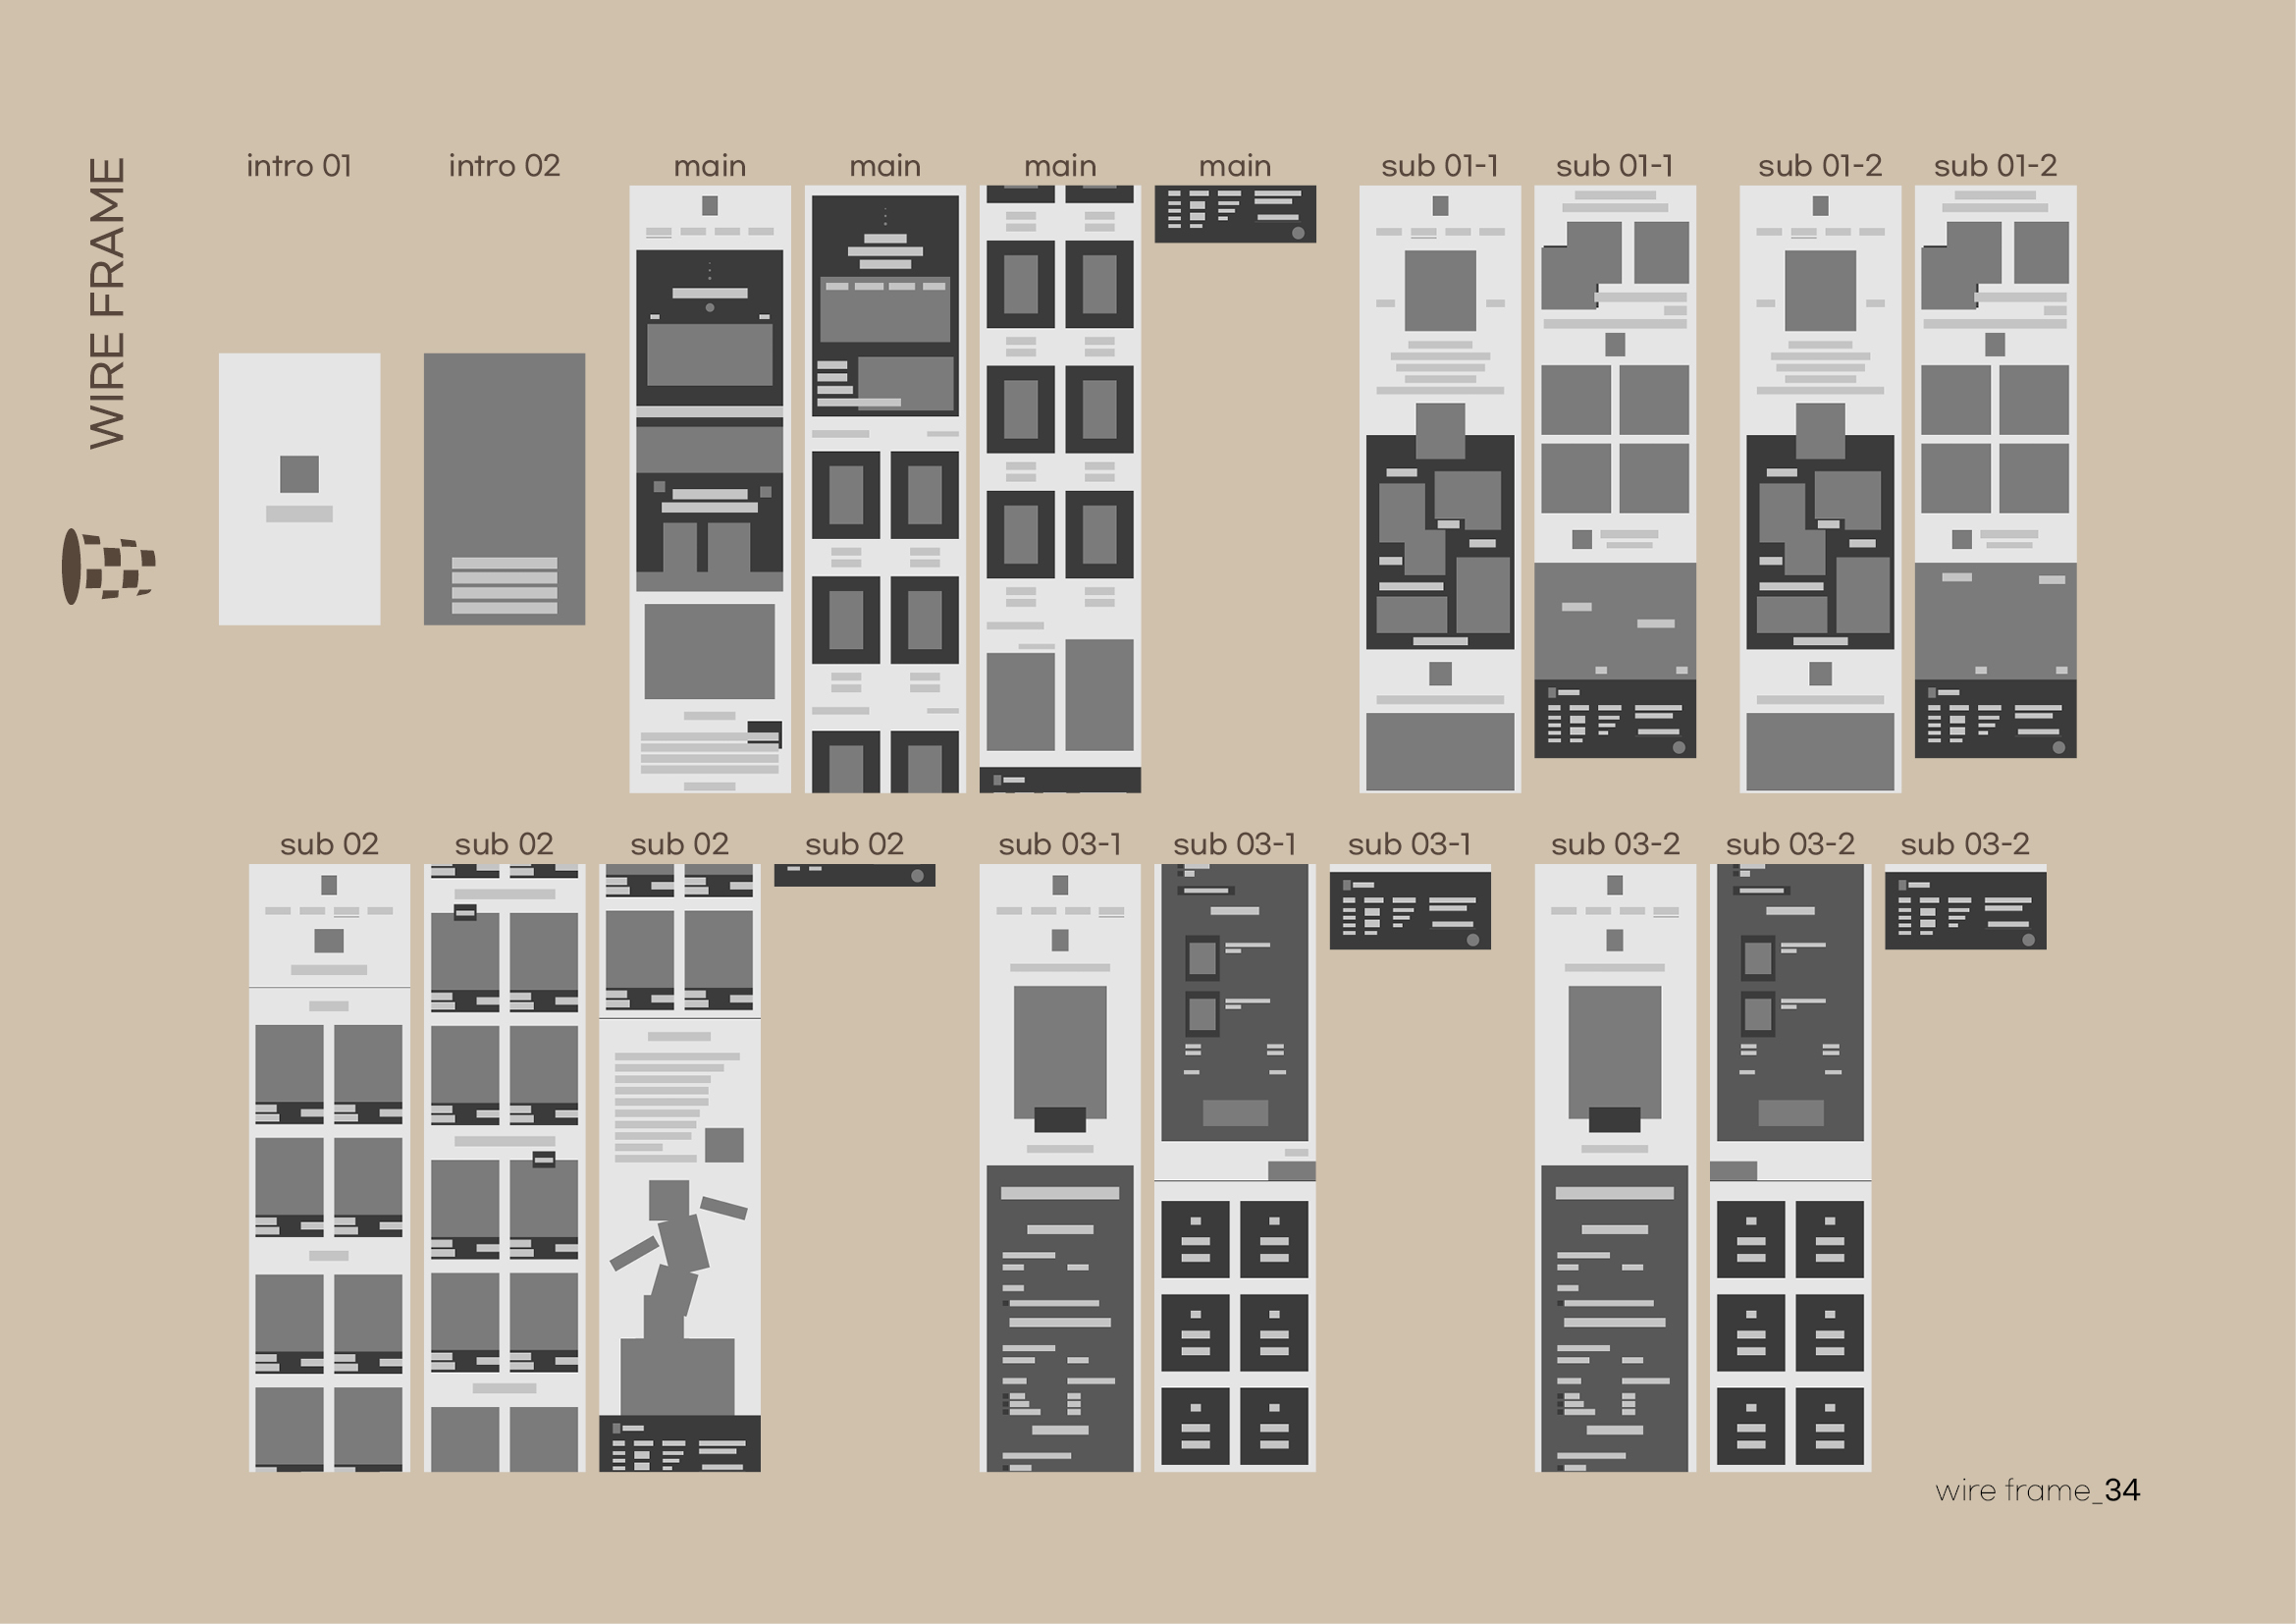 WIRE FRAME
intro 01
intro 02
main
main
main
main
sub 01-1
sub 01-1
sub 01-2
sub 01-2
sub 02
sub 02
sub 02
sub 02
sub 03-1
sub 03-1
sub 03-1
sub 03-2
sub 03-2
sub 03-2
wire frame_34